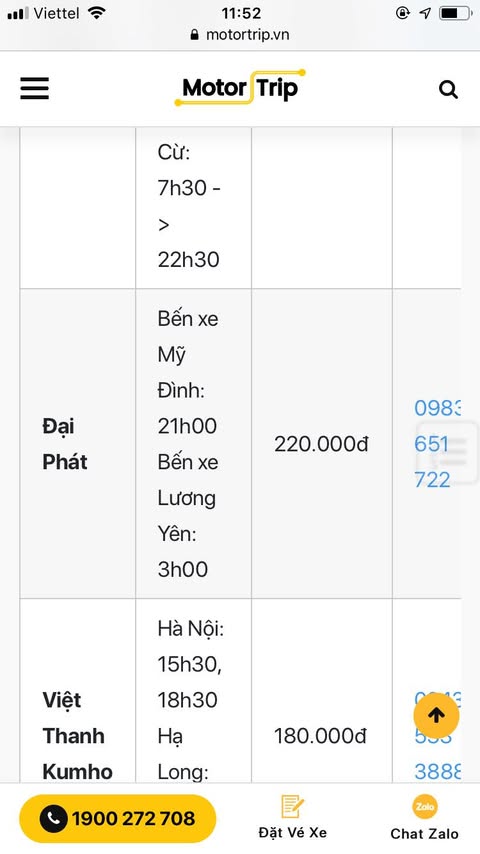 Viettel
11:52
motortrip.vn
Motor Trip
Cừ:
7h30 -
>
22h30
Đại
Phát
Bến xe
Mỹ
Đình:
21h00
Bến xe
Lương
Yên:
3h00
220.000đ
0983
651
722
Việt
Thanh
Kumho
Hà Nội:
15h30,
18h30
Hạ
Long:
180.000đ
3888
1900 272 708
Đặt Vé Xe
Zalo
Chat Zalo